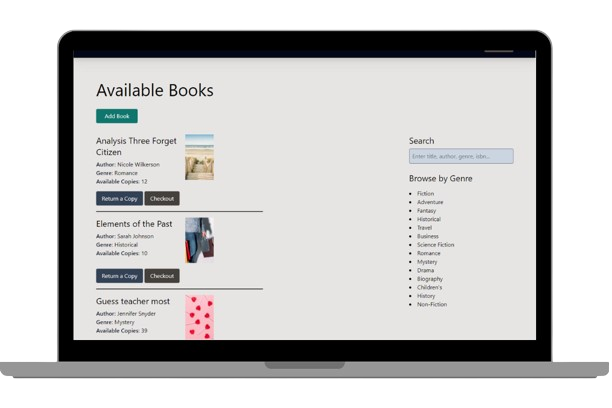 Available Books
Add Book
Analysis Three Forget
Citizen
Author: Nicole Wilkerson
Genre: Romance
Available Copies: 12
Return a Copy
Checkout
Elements of the Past
Author: Sarah Johnson
Genre: Historical
Available Copies: 10
Return a Copy
Checkout
Guess teacher most
Author: Jennifer Snyder
Genre: Mystery
Available Copies: 39
Search
Enter title, author, genre, isbn...
Browse by Genre
Fiction
Adventure
Fantasy
Historical
Travel
Business
Science Fiction
Romance
Mystery
Drama
Biography
Children's
History
Non-Fiction